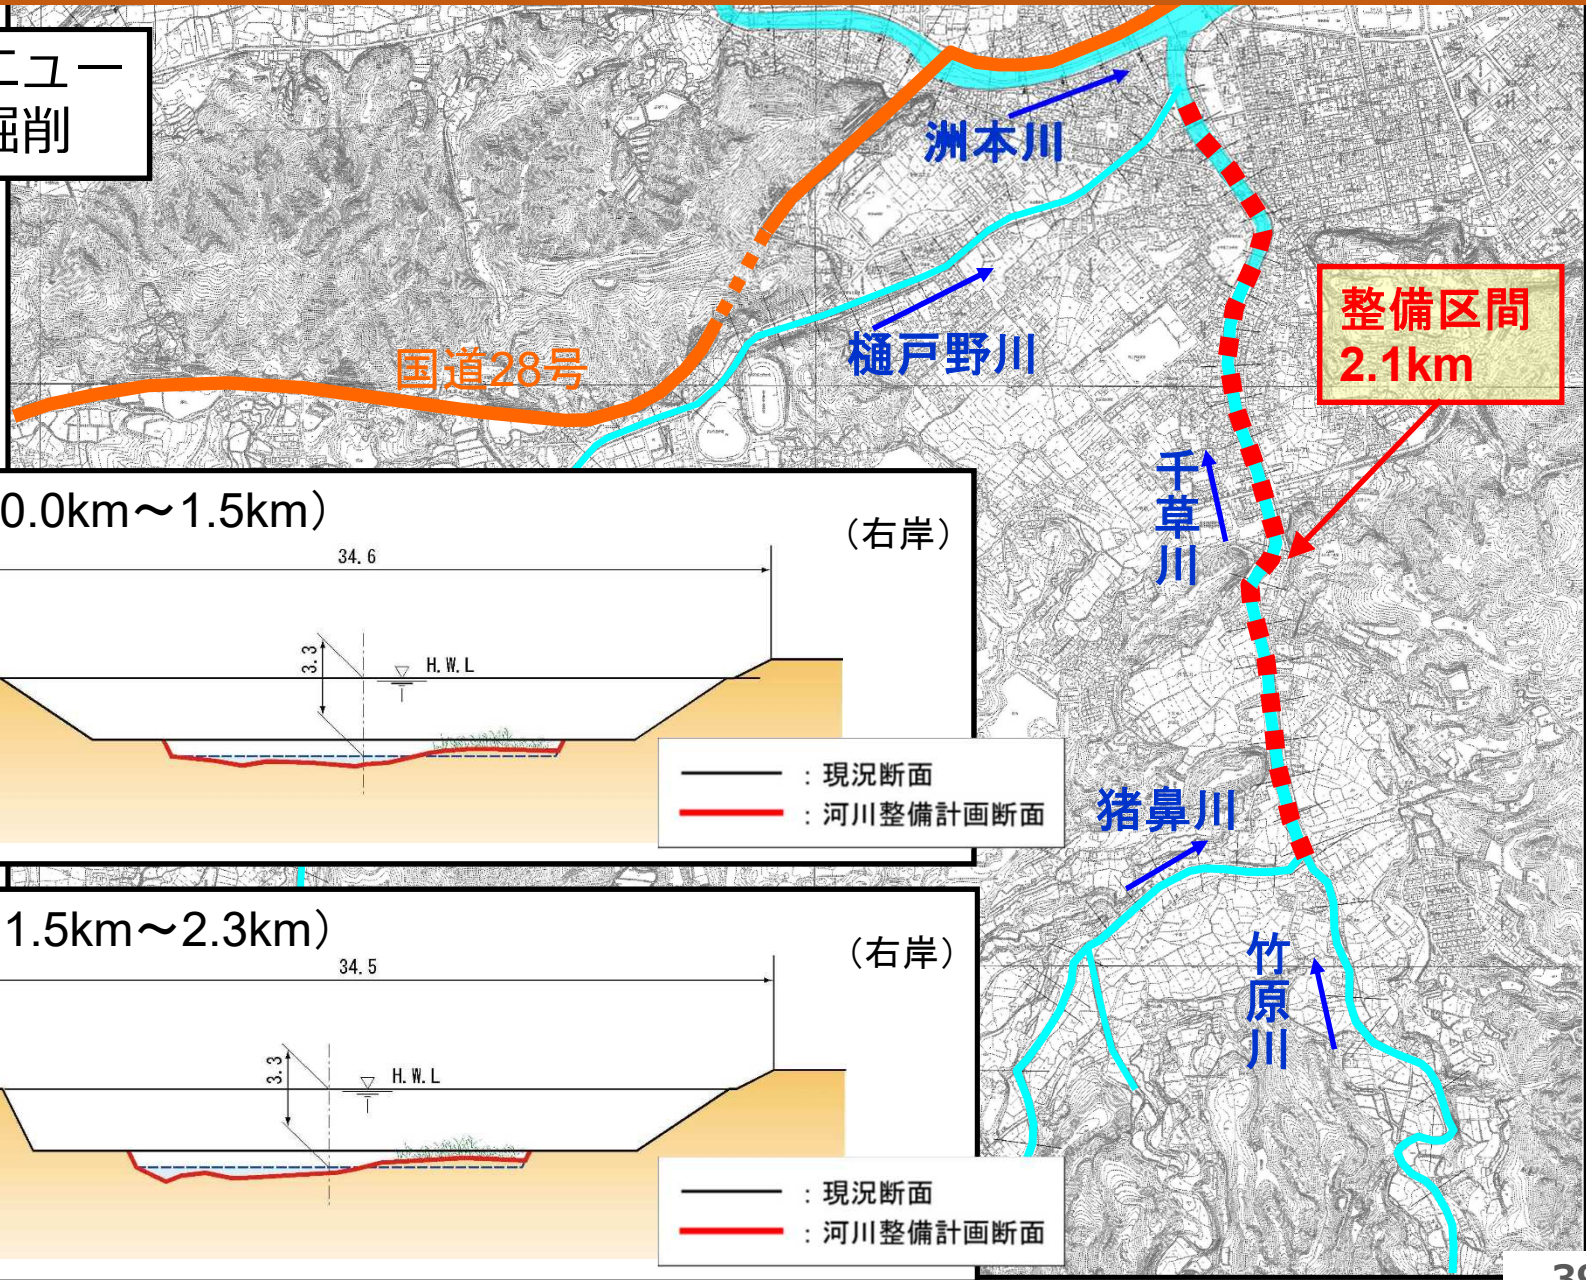 ニュー
掘削
洲本川
樋戸野川
国道28号
整備区間
2.1km
千草川
猪鼻川
竹原川
0.0km～1.5km）
（右岸）
34.6
3.3
H.W.L
：現況断面
：河川整備計画断面
1.5km～2.3km）
（右岸）
34.5
3.3
H.W.L
：現況断面
：河川整備計画断面
39